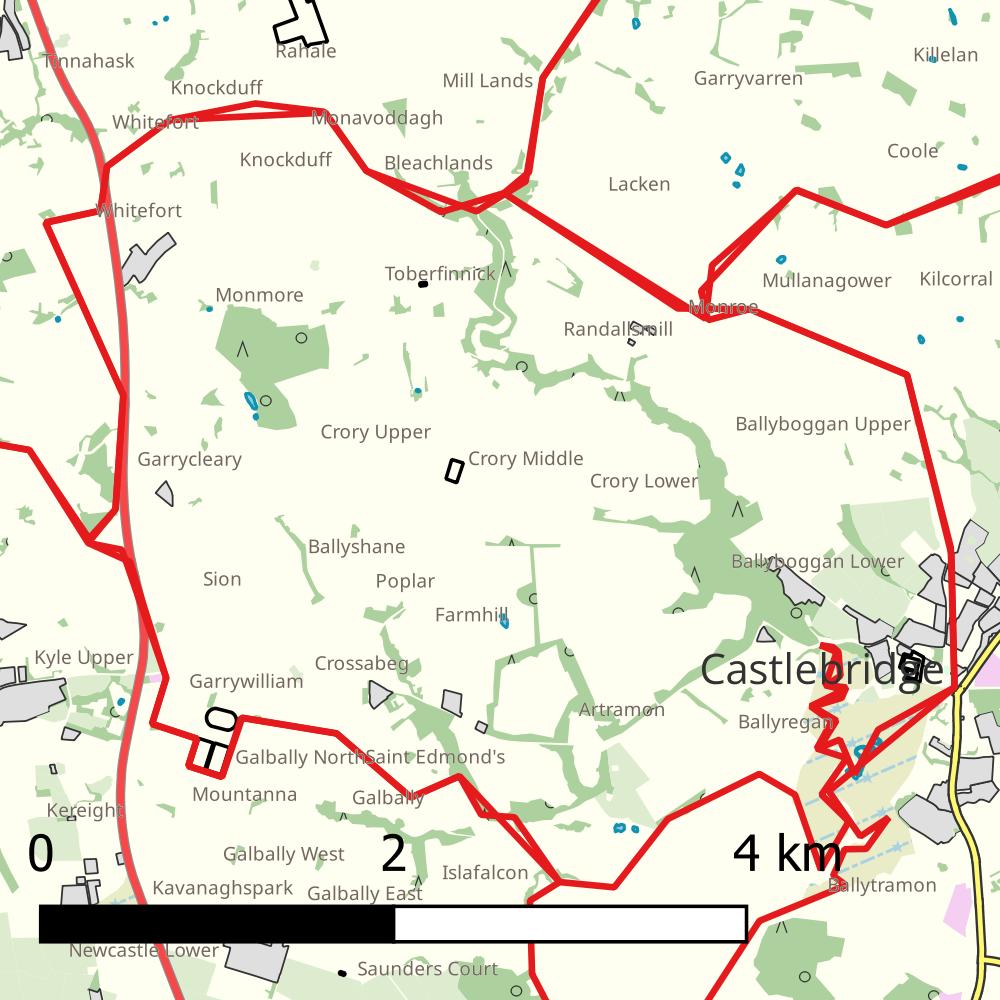 Rahale
Tinnahask
Killelan
Knockduff
Mill Lands
Garryvarren
Whitefort
Monavoddagh
Coole
Knockduff
Bleachlands
Lacken
Whitefort
Toberfinnick
Mullanagower
Kilcorral
Monmore
Monroe
Randallsmill
Ballyboggan Upper
Crory Upper
Garrycleary
Crory Middle
Crory Lower
Ballyshane
Ballyboggan Lower
Sion
Poplar
Farmhill
Kyle Upper
Crossabeg
Castlebridge
Garrywilliam
Artramon
Ballyregan
TO
Galbally North
Saint Edmond's
Mountanna
Galbally
Kereight
0
2
4 km
Galbally West
Islafalcon
Kavanaghspark
Galbally East
Ballytramon
Newcastle Lower
Saunders Court